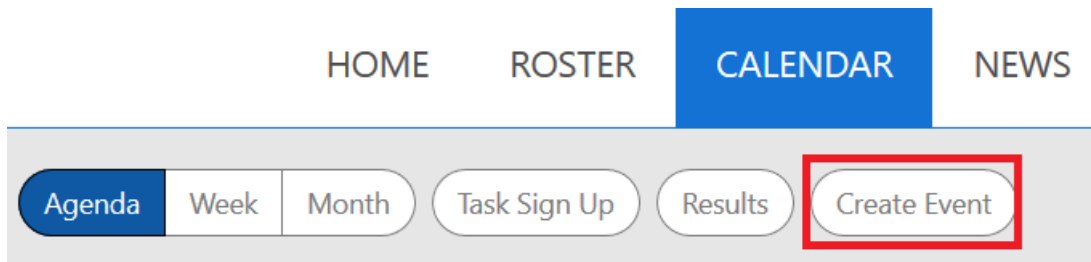 HOME ROSTER CALENDAR NEWS
Agenda Week Month Task Sign Up Results Create Event